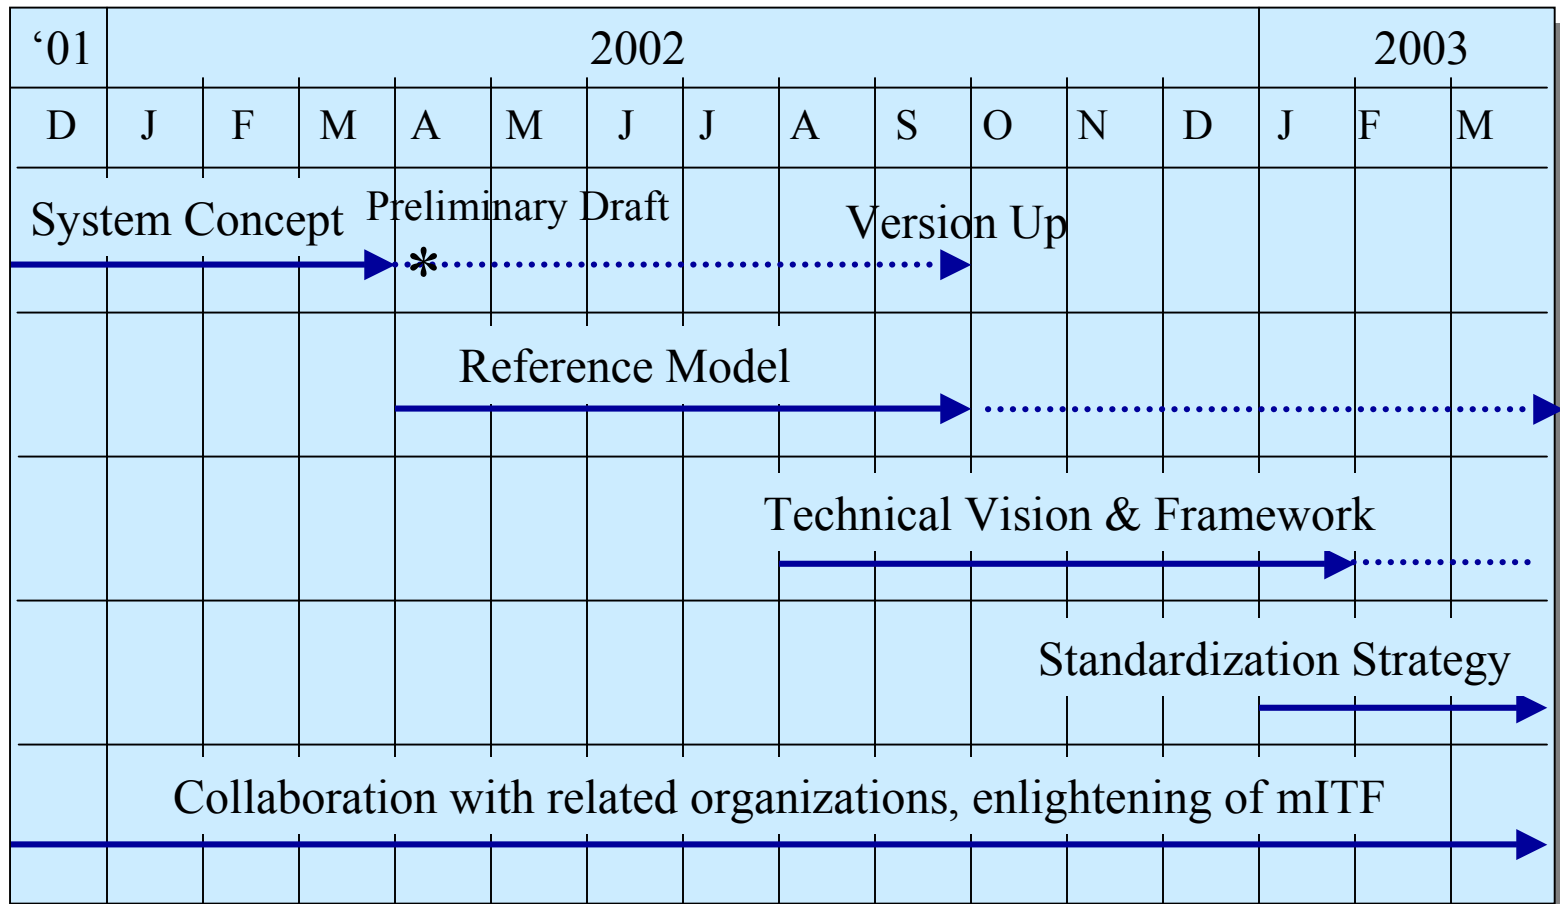 ‘01 2002 2003
D J F M A M J J A S O N D J F M
System Concept Preliminary Draft Version Up
*
Reference Model
Technical Vision & Framework
Standardization Strategy
Collaboration with related organizations, enlightening of mITF